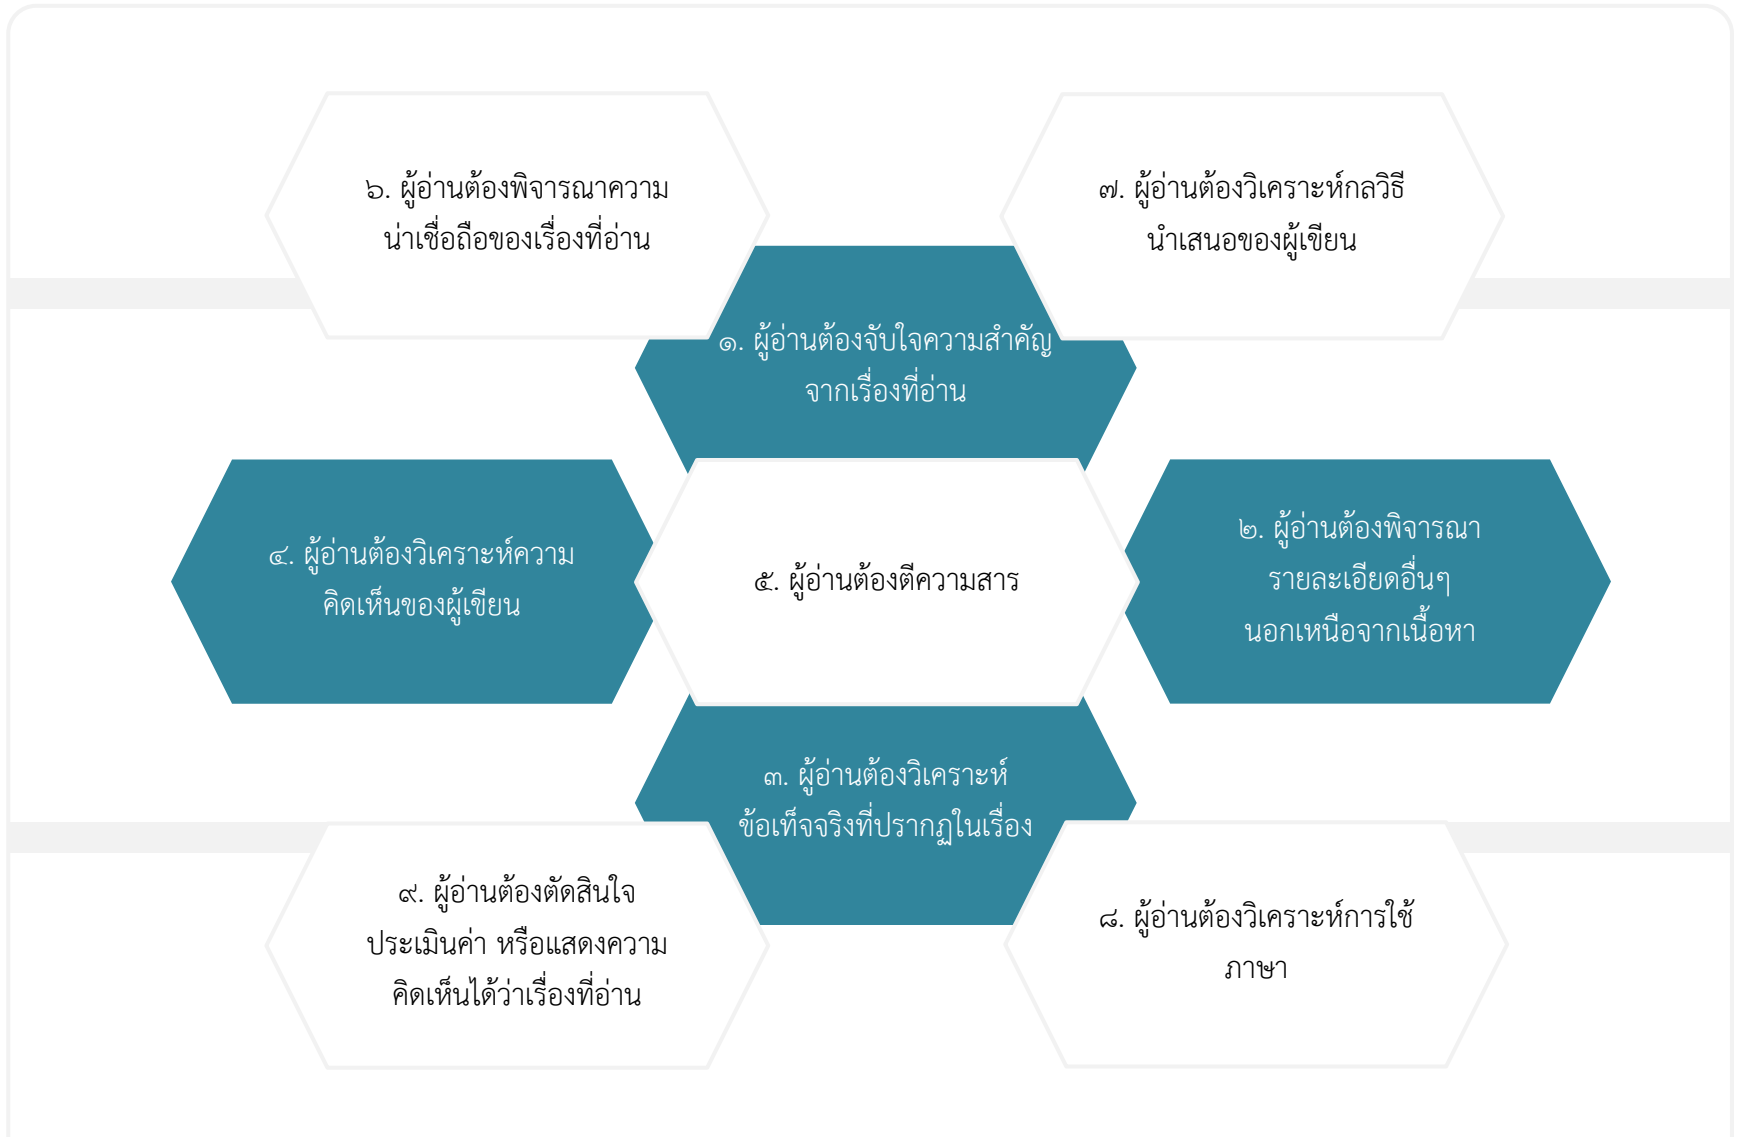 ๖. ผู้อ่านต้องพิจารณาความ
น่าเชื่อถือของเรื่องที่อ่าน
๗. ผู้อ่านต้องวิเคราะห์กลวิธี
นำเสนอของผู้เขียน
๑. ผู้อ่านต้องจับใจความสำคัญ
จากเรื่องที่อ่าน
๔. ผู้อ่านต้องวิเคราะห์ความ
คิดเห็นของผู้เขียน
๕. ผู้อ่านต้องตีความสาร
๒. ผู้อ่านต้องพิจารณา
รายละเอียดอื่นๆ
นอกเหนือจากเนื้อหา
๓. ผู้อ่านต้องวิเคราะห์
ข้อเท็จจริงที่ปรากฏในเรื่อง
๙. ผู้อ่านต้องตัดสินใจ
ประเมินค่า หรือแสดงความ
คิดเห็นได้ว่าเรื่องที่อ่าน
๘. ผู้อ่านต้องวิเคราะห์การใช้
ภาษา